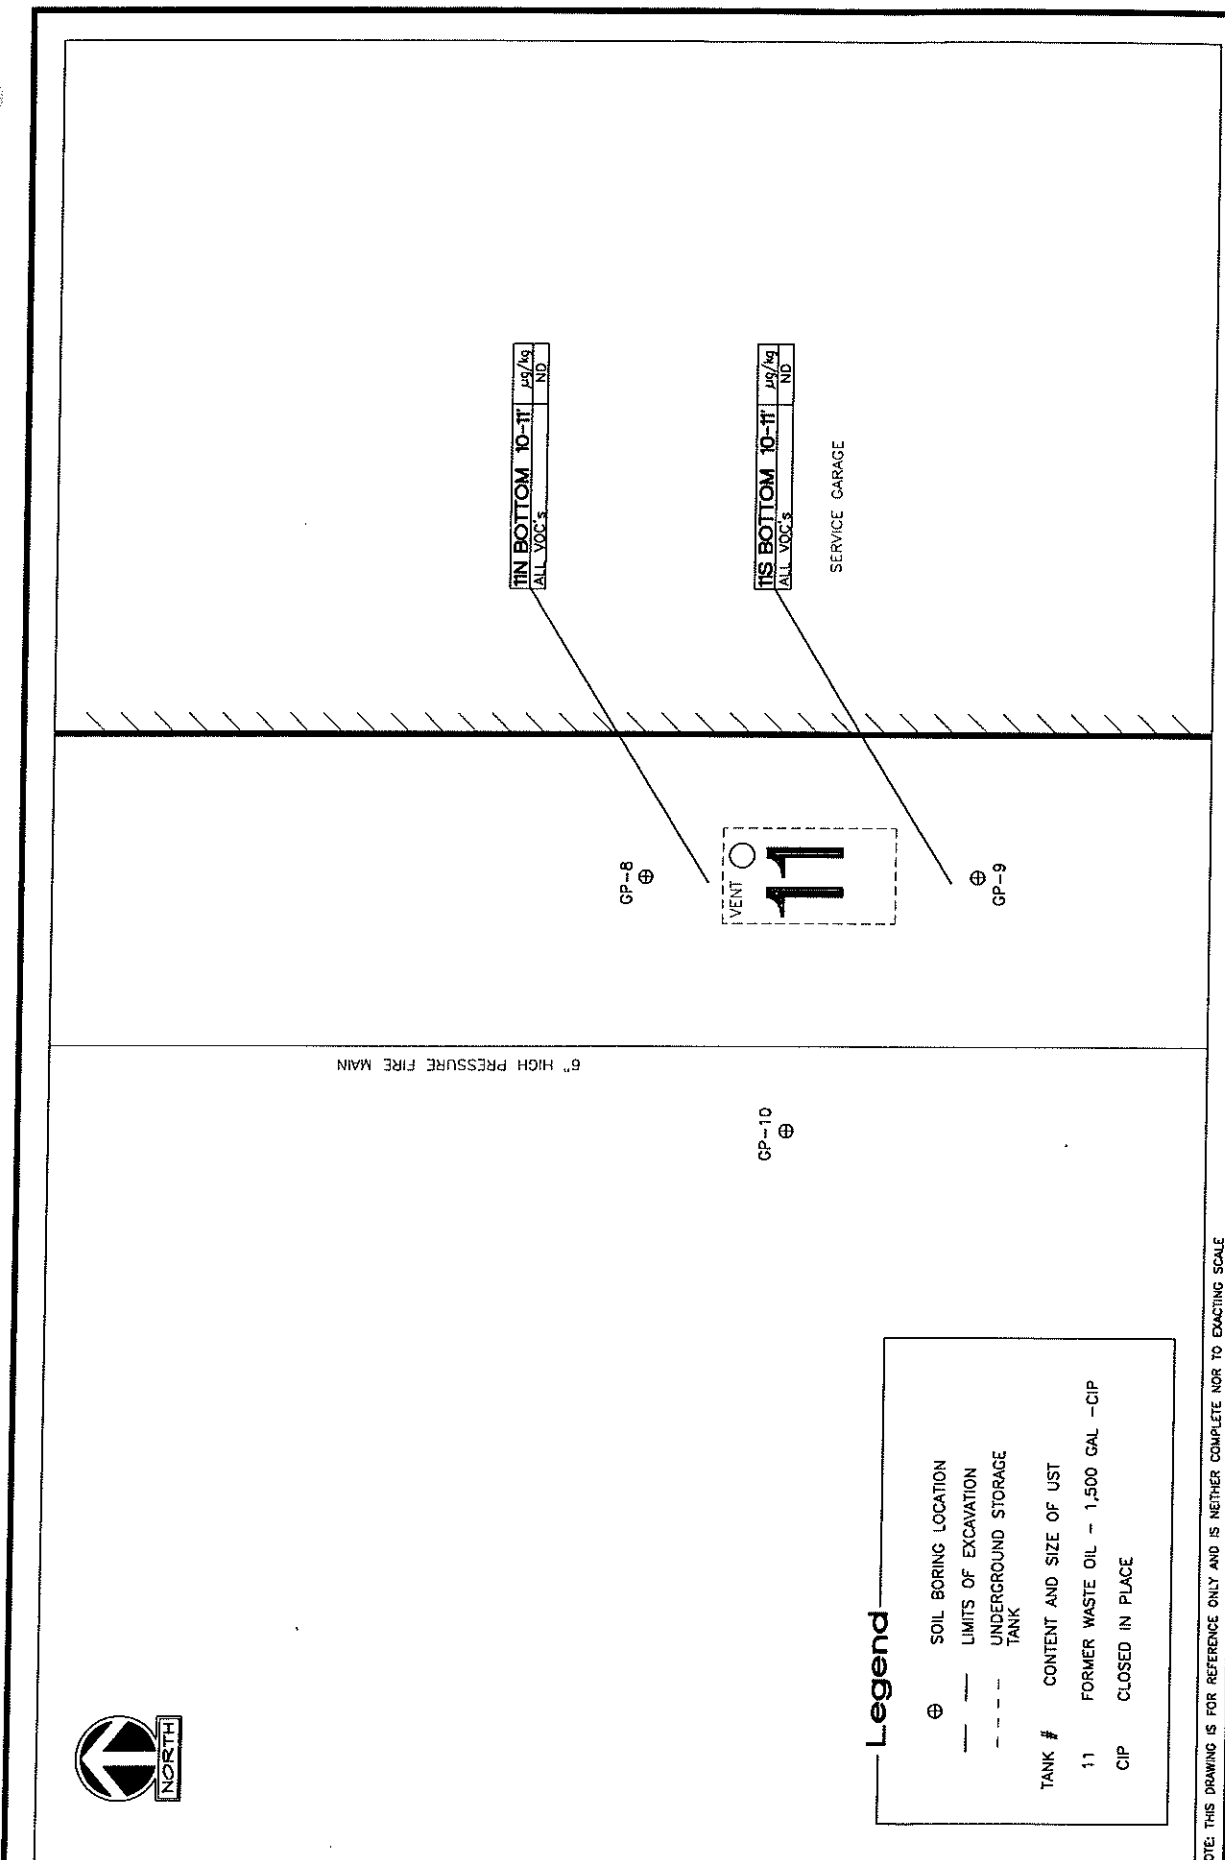 11N BOTTOM 10-11' µg/kg
ALL VOC's ND
11S BOTTOM 10-11' µg/kg
ALL VOC's ND
SERVICE GARAGE
GP-8
VENT
11
GP-9
6" HIGH PRESSURE FIRE MAIN
GP-10
NORTH
Legend
SOIL BORING LOCATION
LIMITS OF EXCAVATION
UNDERGROUND STORAGE
TANK
TANK # CONTENT AND SIZE OF UST
11 FORMER WASTE OIL - 1,500 GAL -CIP
CIP CLOSED IN PLACE
OTE: THIS DRAWING IS FOR REFERENCE ONLY AND IS NEITHER COMPLETE NOR TO EXACTING SCALE